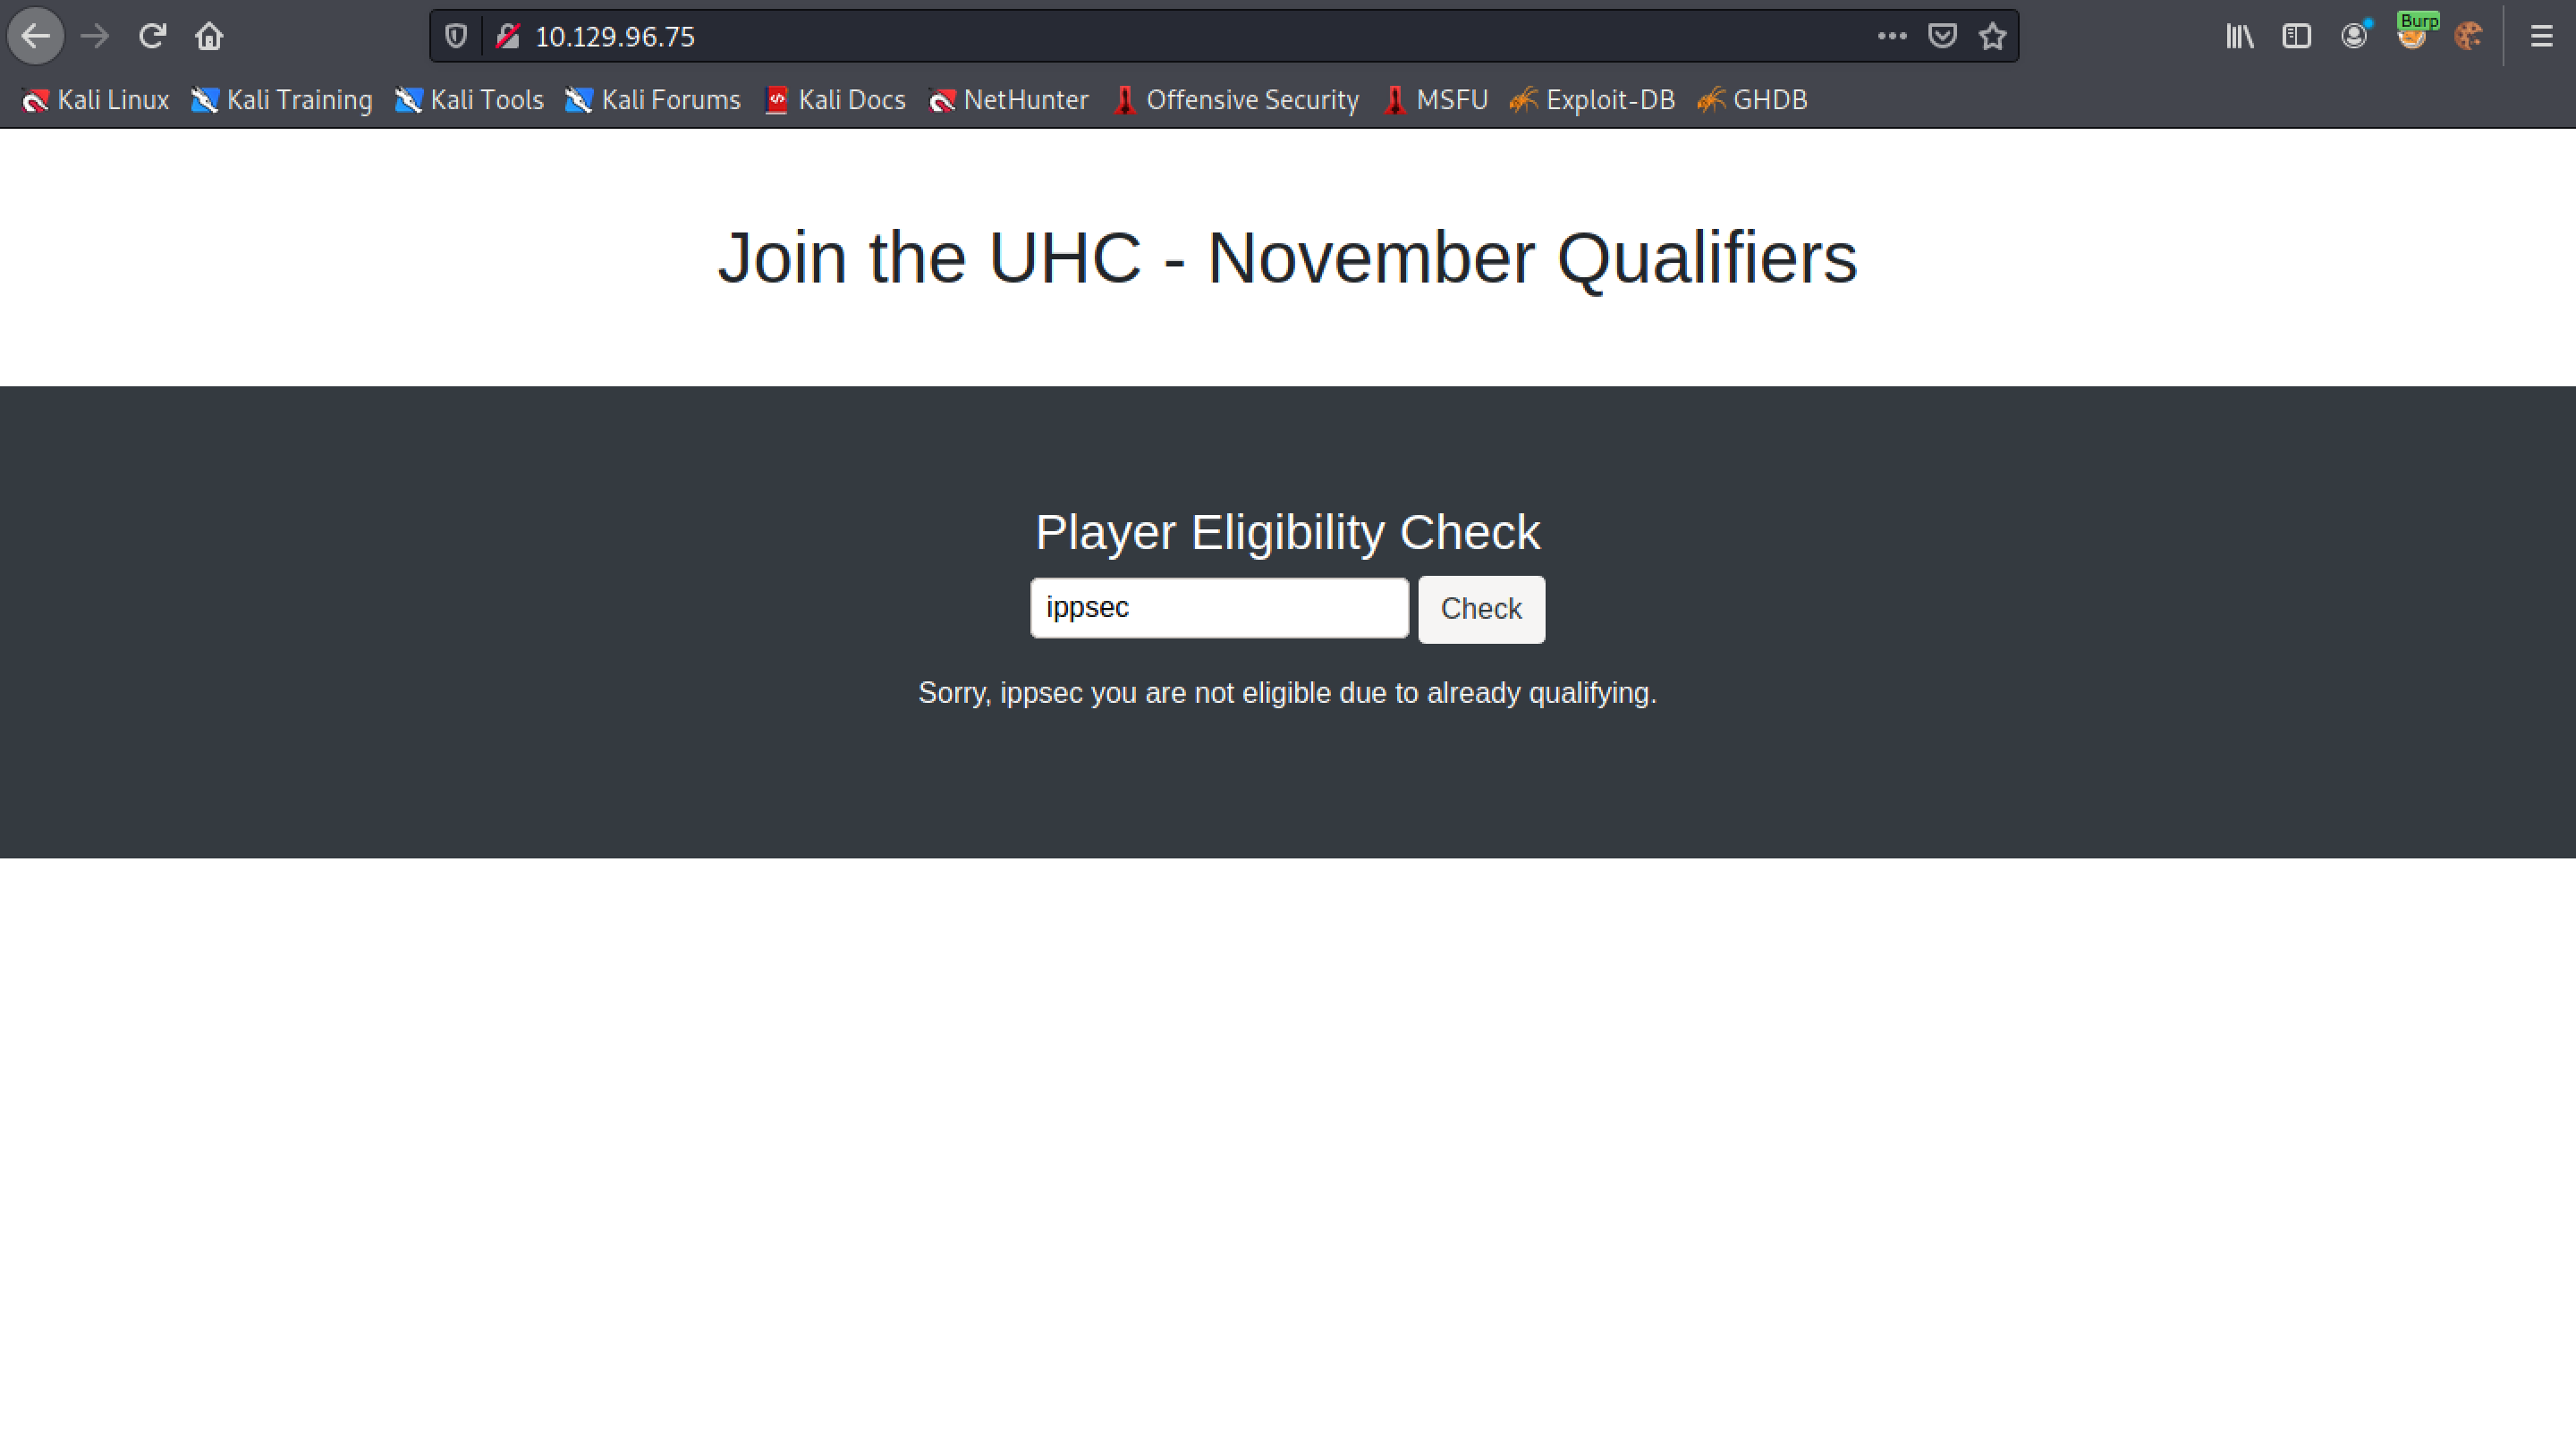 10.129.96.75
Burp
Kali Linux Kali Training Kali Tools Kali Forums Kali Docs NetHunter Offensive Security MSFU Exploit-DB GHDB
Join the UHC - November Qualifiers
Player Eligibility Check
ippsec Check
Sorry, ippsec you are not eligible due to already qualifying.